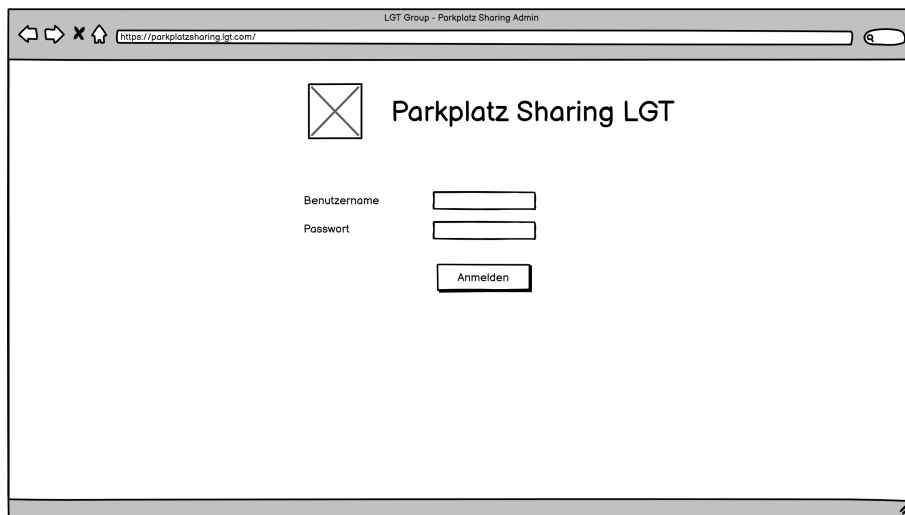 LGT Group - Parkplatz Sharing Admin
https://parkplatzsharing.lgt.com/
Parkplatz Sharing LGT
Benutzername
Passwort
Anmelden